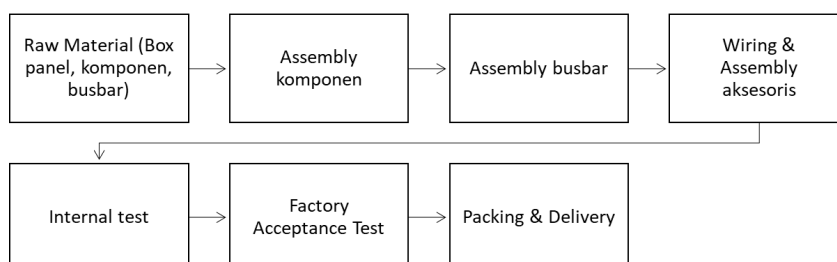 Raw Material (Box
panel, komponen,
busbar)
Assembly
komponen
Assembly busbar
Wiring &
Assembly
aksesoris
Internal test
Factory
Acceptance Test
Packing & Delivery